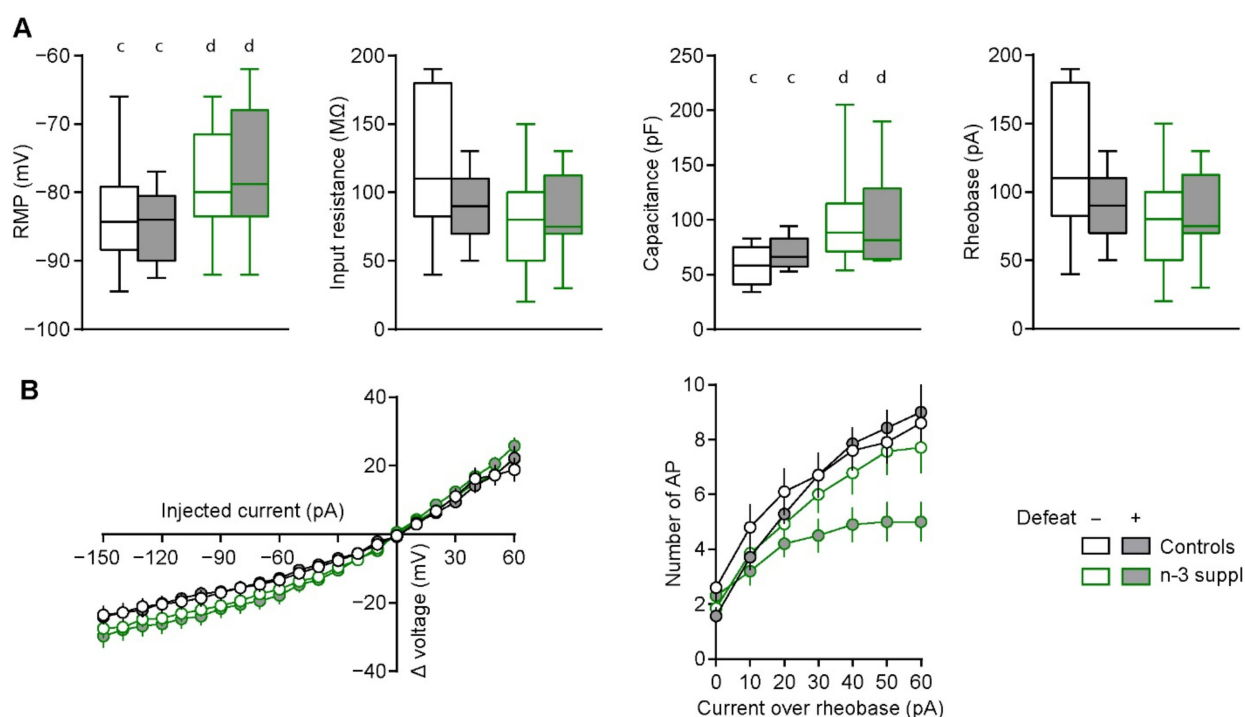 A
c c d d
−60
−70
−80
−90
−100
RMP (mV)
200
150
100
50
0
Input resistance (MΩ)
c c d d
250
200
150
100
50
0
Capacitance (pF)
200
150
100
50
0
Rheobase (pA)
B
40
20
−20
−40
Injected current (pA)
−150 −120 −90 −60 30 60
Δ voltage (mV)
10
8
6
4
2
0
Number of AP
0 10 20 30 40 50 60
Current over rheobase (pA)
Defeat − +
Controls
n-3 suppl